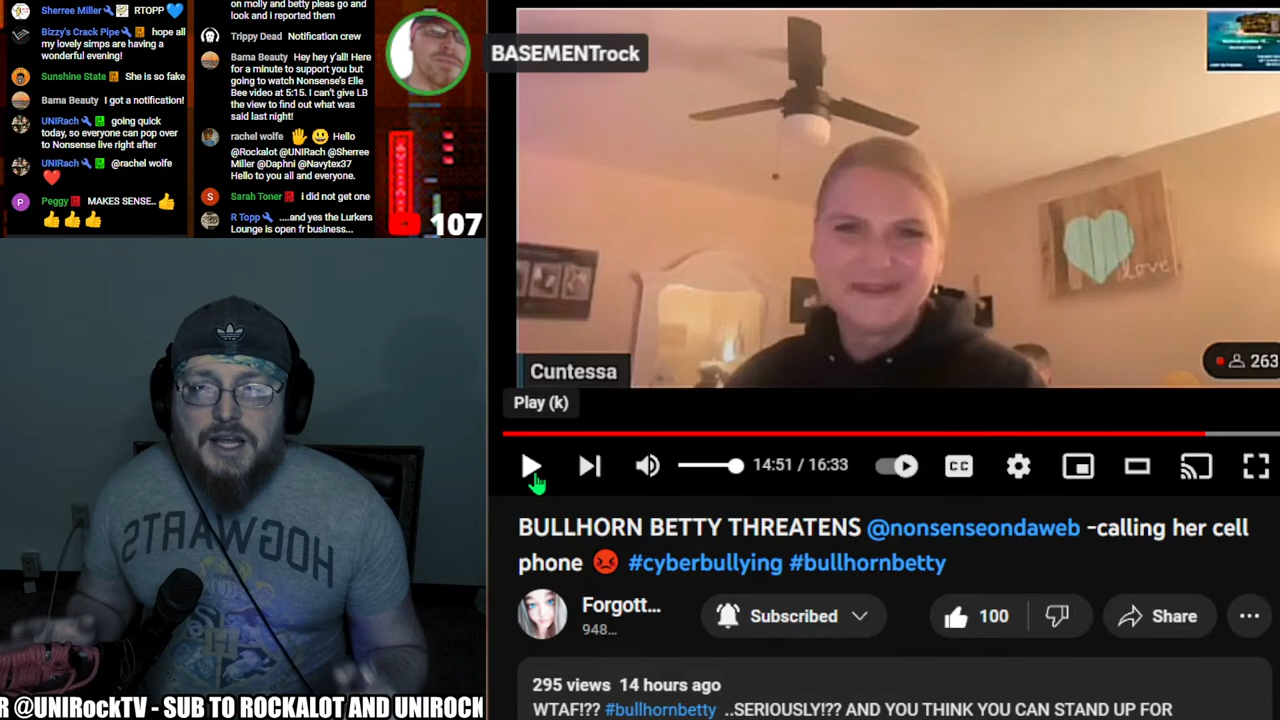 Sherree Miller RTOPP
Bizzy's Crack Pipe hope all
my lovely simps are having a
wonderful evening!
Sunshine State She is so fake
Bama Beauty I got a notification!
UNIRach going quick
today, so everyone can pop over
to Nonsense live right after
UNIRach @rachel wolfe
Peggy MAKES SENSE..
on molly and betty pleas go and
look and I reported them
Trippy Dead Notification crew
Bama Beauty Hey hey y'all! Here
for a minute to support you but
going to watch Nonsense's Elle
Bee video at 5:15. I can't give LB
the view to find out what was
said last night!
rachel wolfe Hello
@Rockalot @UNIRach @Sherree
Miller @Daphni @Navytex37
Hello to you all and everyone.
Sarah Toner i did not get one
R Topp ....and yes the Lurkers
Lounge is open fr business...
107
BASEMENTrock
love
Cuntessa
263
Play (k)
14:51 / 16:33
CC
BULLHORN BETTY THREATENS @nonsenseondaweb -calling her cell
phone 😡 #cyberbullying #bullhornbetty
Forgott...
948...
Subscribed
100
Share
295 views 14 hours ago
WTAF!?? #bullhornbetty ..SERIOUSLY!?? AND YOU THINK YOU CAN STAND UP FOR
HOGWARTS
R @UNIRockTV - SUB TO ROCKALOT AND UNIROCK